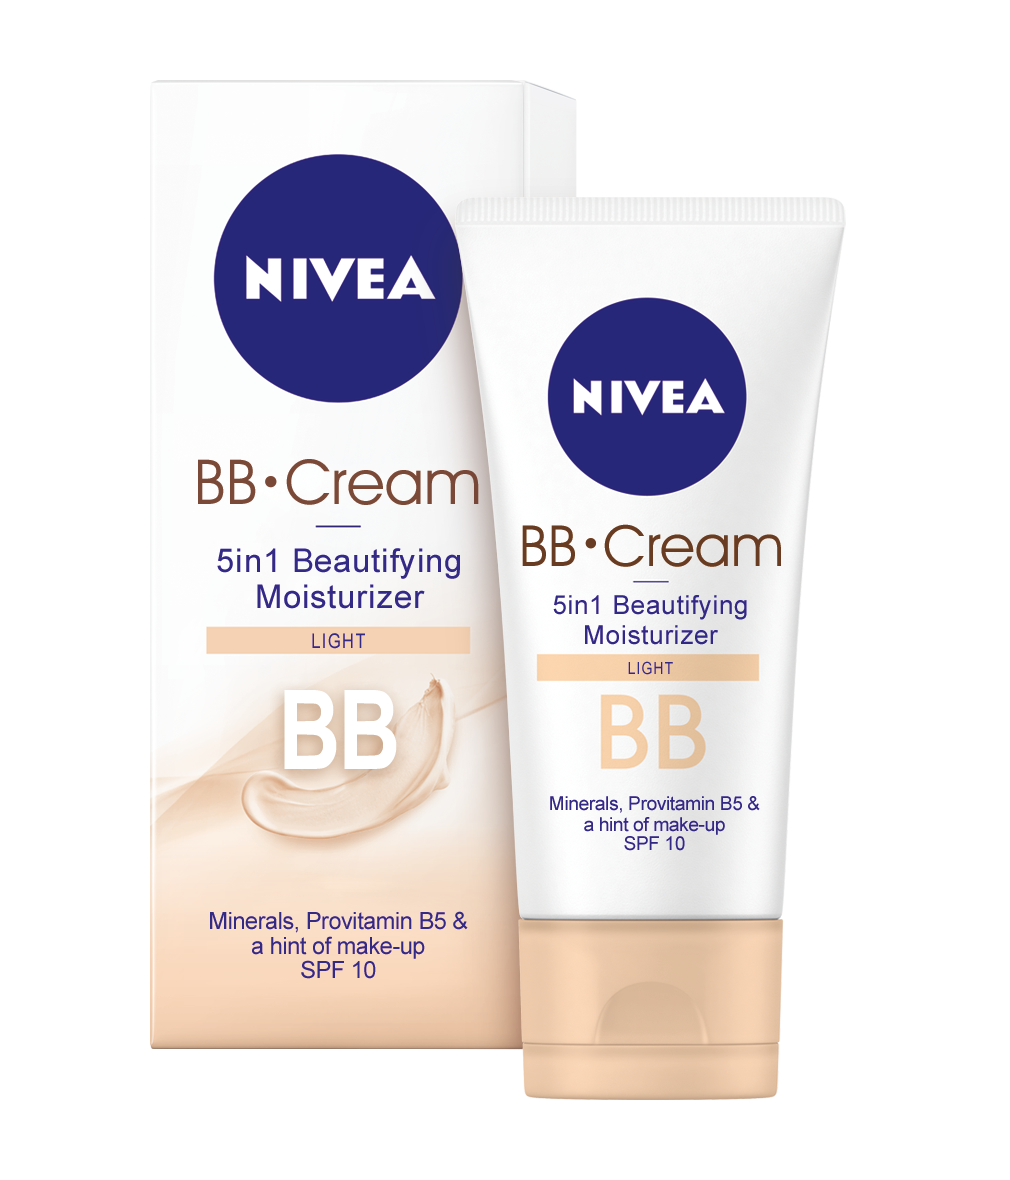 NIVEA
BB • Cream
5in1 Beautifying
Moisturizer
LIGHT
BB
Minerals, Provitamin B5 &
a hint of make-up
SPF 10
NIVEA
BB • Cream
5in1 Beautifying
Moisturizer
LIGHT
BB
Minerals, Provitamin B5 &
a hint of make-up
SPF 10